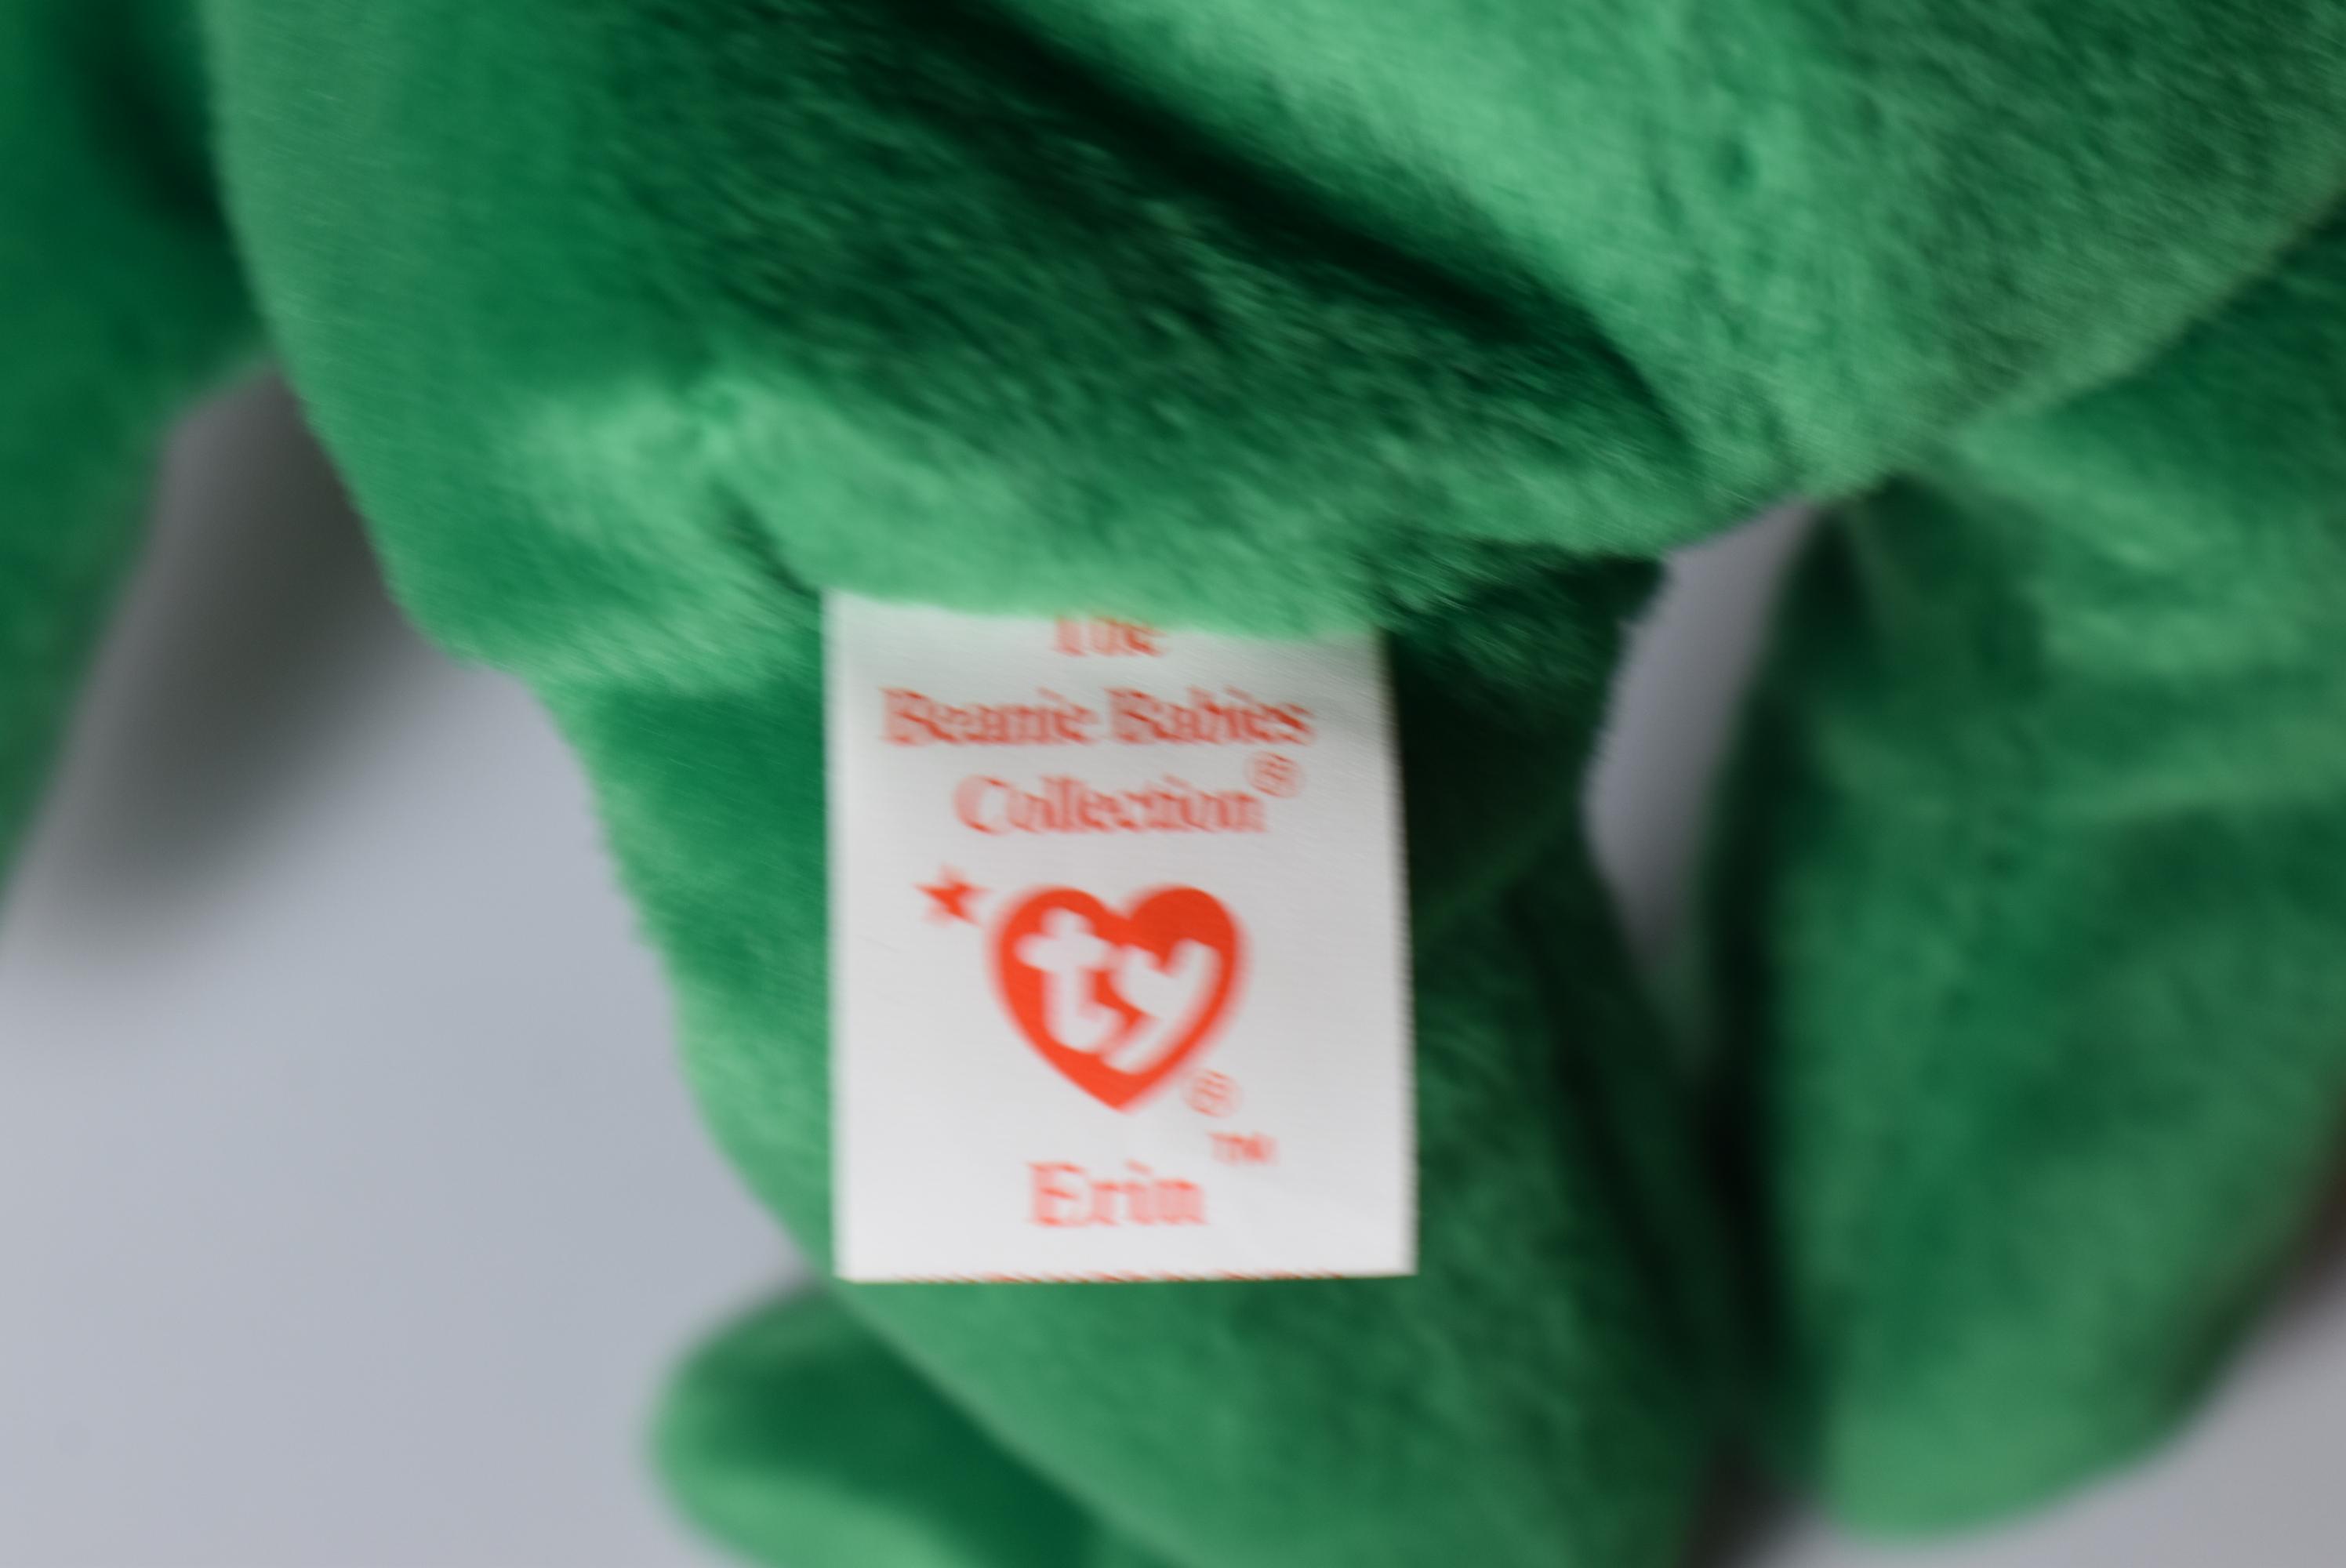 The
Beanie Babies
Collection®
ty®
Erin™